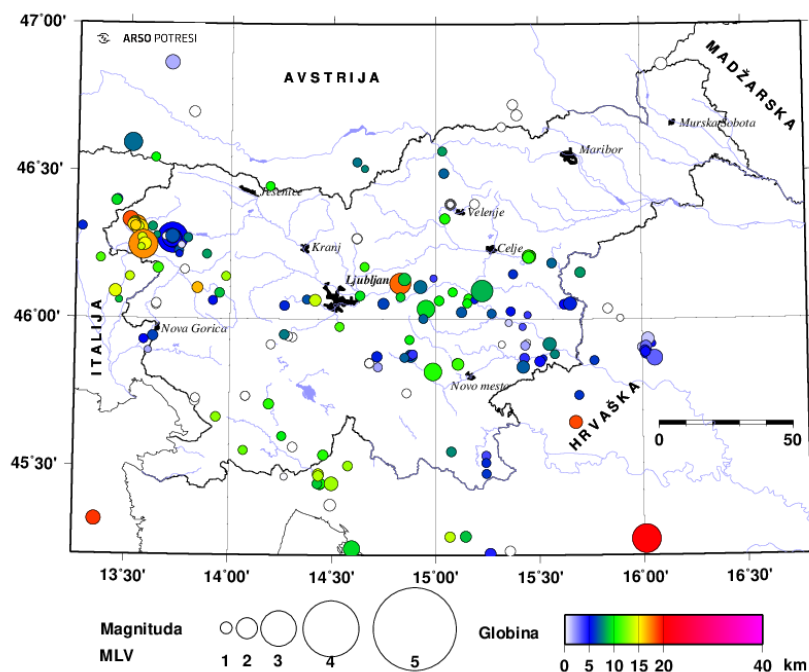 47°00'
ARSO POTRESI
AVSTRIJA
MADŽARSKA
Murska Sobota
Maribor
46°30'
Jesenice
Velenje
Kranj
Celje
Ljubljana
46°00'
Nova Gorica
ITALIJA
Novo mesto
HRVAŠKA
0 50
45°30'
13°30' 14°00' 14°30' 15°00' 15°30' 16°00' 16°30'
Magnituda
MLV
1 2 3 4 5
Globina
0 5 10 15 20 40 km